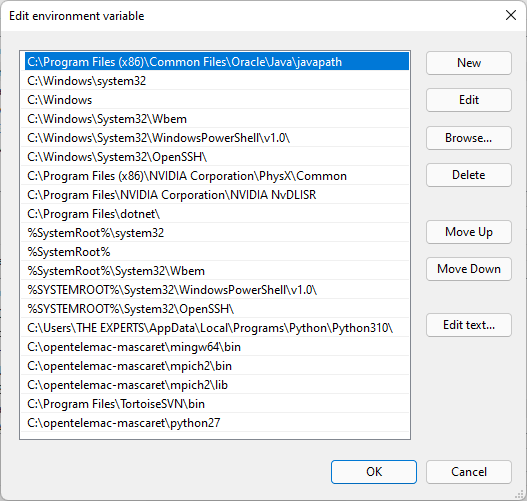 Edit environment variable
C:\Program Files (x86)\Common Files\Oracle\Java\javapath
C:\Windows\system32
C:\Windows
C:\Windows\System32\Wbem
C:\Windows\System32\WindowsPowerShell\v1.0\
C:\Windows\System32\OpenSSH\
C:\Program Files (x86)\NVIDIA Corporation\PhysX\Common
C:\Program Files\NVIDIA Corporation\NVIDIA NvDLISR
C:\Program Files\dotnet\
%SystemRoot%\system32
%SystemRoot%
%SystemRoot%\System32\Wbem
%SYSTEMROOT%\System32\WindowsPowerShell\v1.0\
%SYSTEMROOT%\System32\OpenSSH\
C:\Users\THE EXPERTS\AppData\Local\Programs\Python\Python310\
C:\opentelemac-mascaret\mingw64\bin
C:\opentelemac-mascaret\mpich2\bin
C:\opentelemac-mascaret\mpich2\lib
C:\Program Files\TortoiseSVN\bin
C:\opentelemac-mascaret\python27
New
Edit
Browse...
Delete
Move Up
Move Down
Edit text...
OK
Cancel